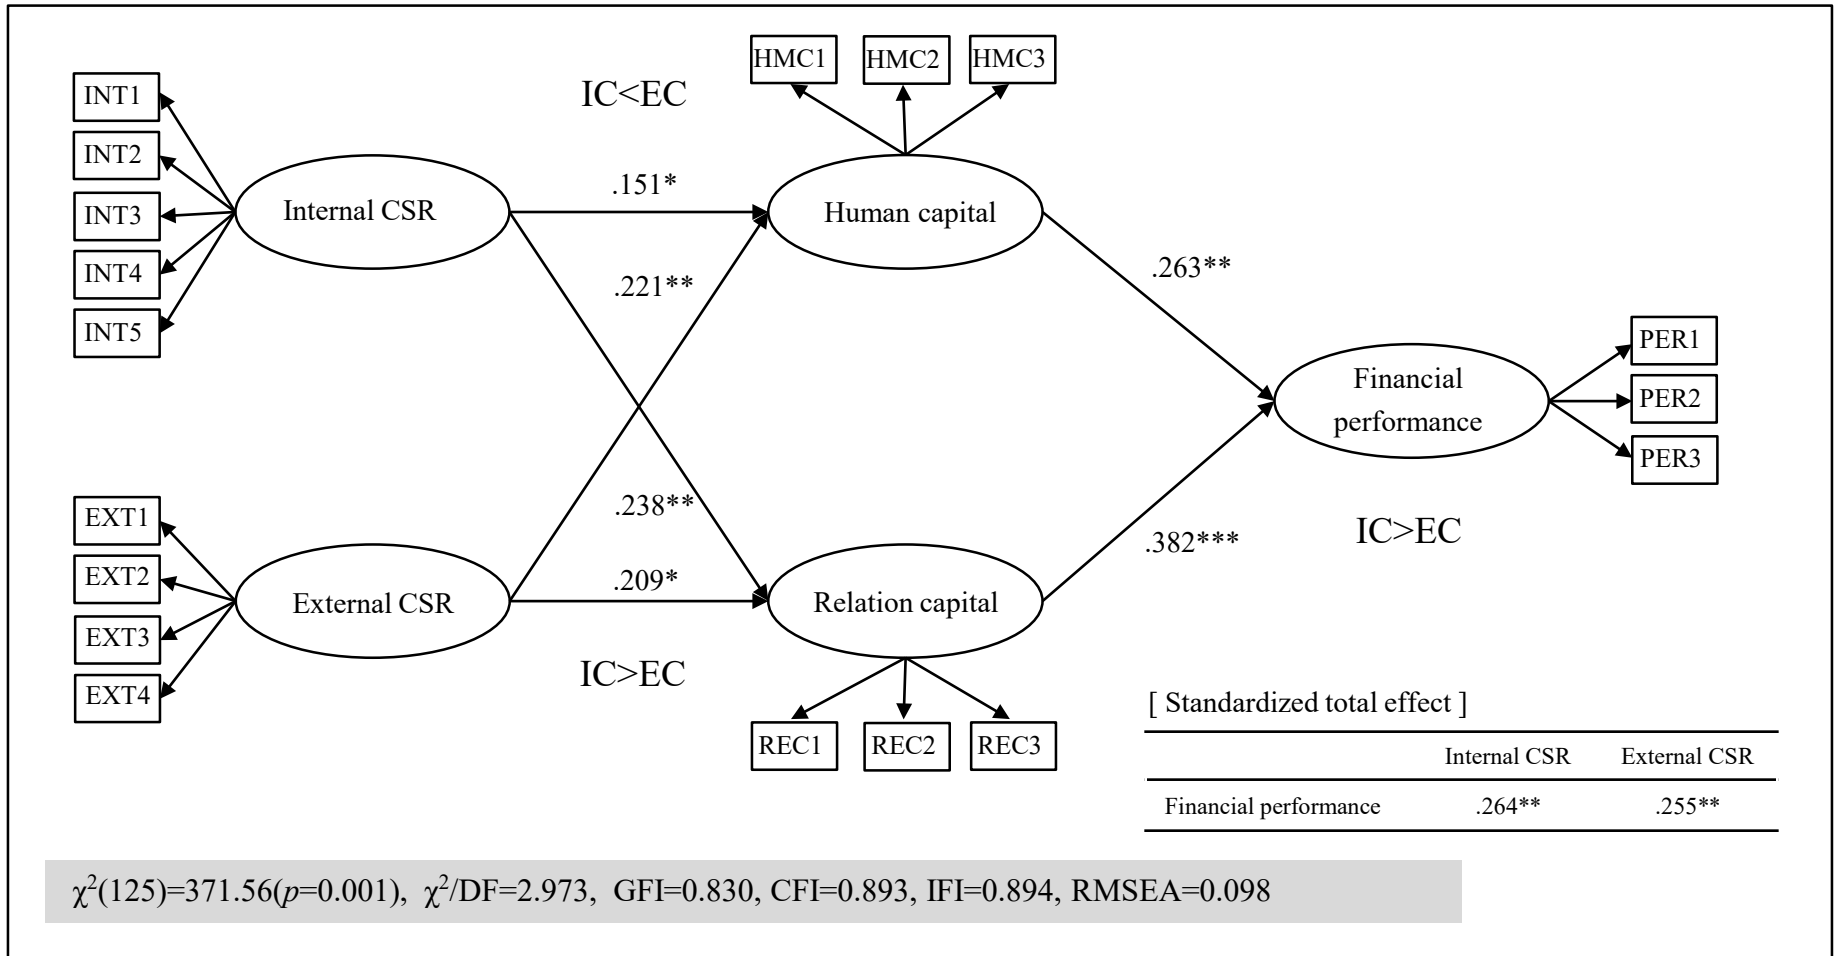 HMC1
HMC2
HMC3
INT1
INT2
INT3
INT4
INT5
IC<EC
Internal CSR
.151*
Human capital
.221**
.263**
Financial
performance
PER1
PER2
PER3
EXT1
EXT2
EXT3
EXT4
.238**
.382***
IC>EC
External CSR
.209*
Relation capital
IC>EC
REC1
REC2
REC3
[ Standardized total effect ]
Internal CSR External CSR
Financial performance .264** .255**
χ²(125)=371.56(p=0.001), χ²/DF=2.973, GFI=0.830, CFI=0.893, IFI=0.894, RMSEA=0.098